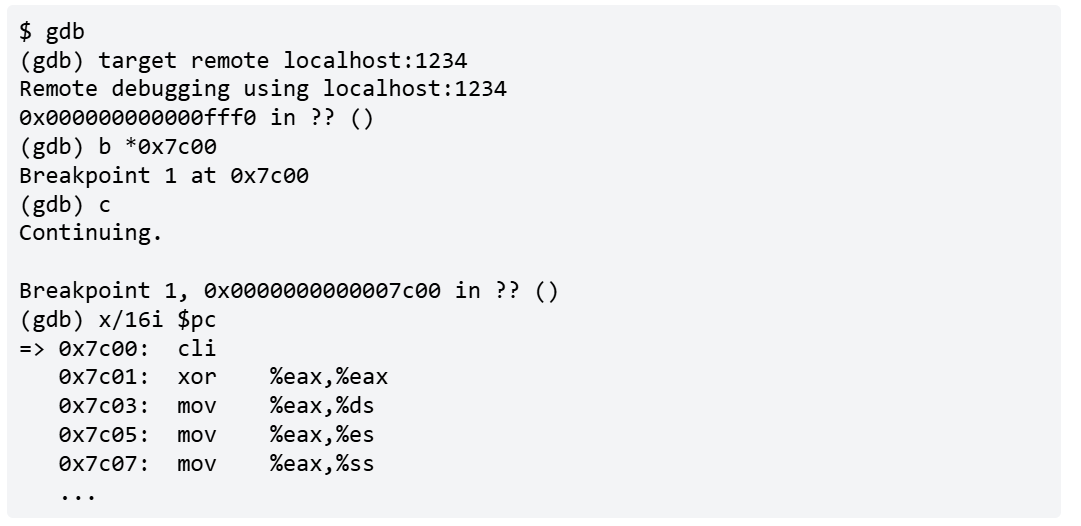 $ gdb
(gdb) target remote localhost:1234
Remote debugging using localhost:1234
0x000000000000fff0 in ?? ()
(gdb) b *0x7c00
Breakpoint 1 at 0x7c00
(gdb) c
Continuing.

Breakpoint 1, 0x0000000000007c00 in ?? ()
(gdb) x/16i $pc
=> 0x7c00:  cli
   0x7c01:  xor    %eax,%eax
   0x7c03:  mov    %eax,%ds
   0x7c05:  mov    %eax,%es
   0x7c07:  mov    %eax,%ss
   ...